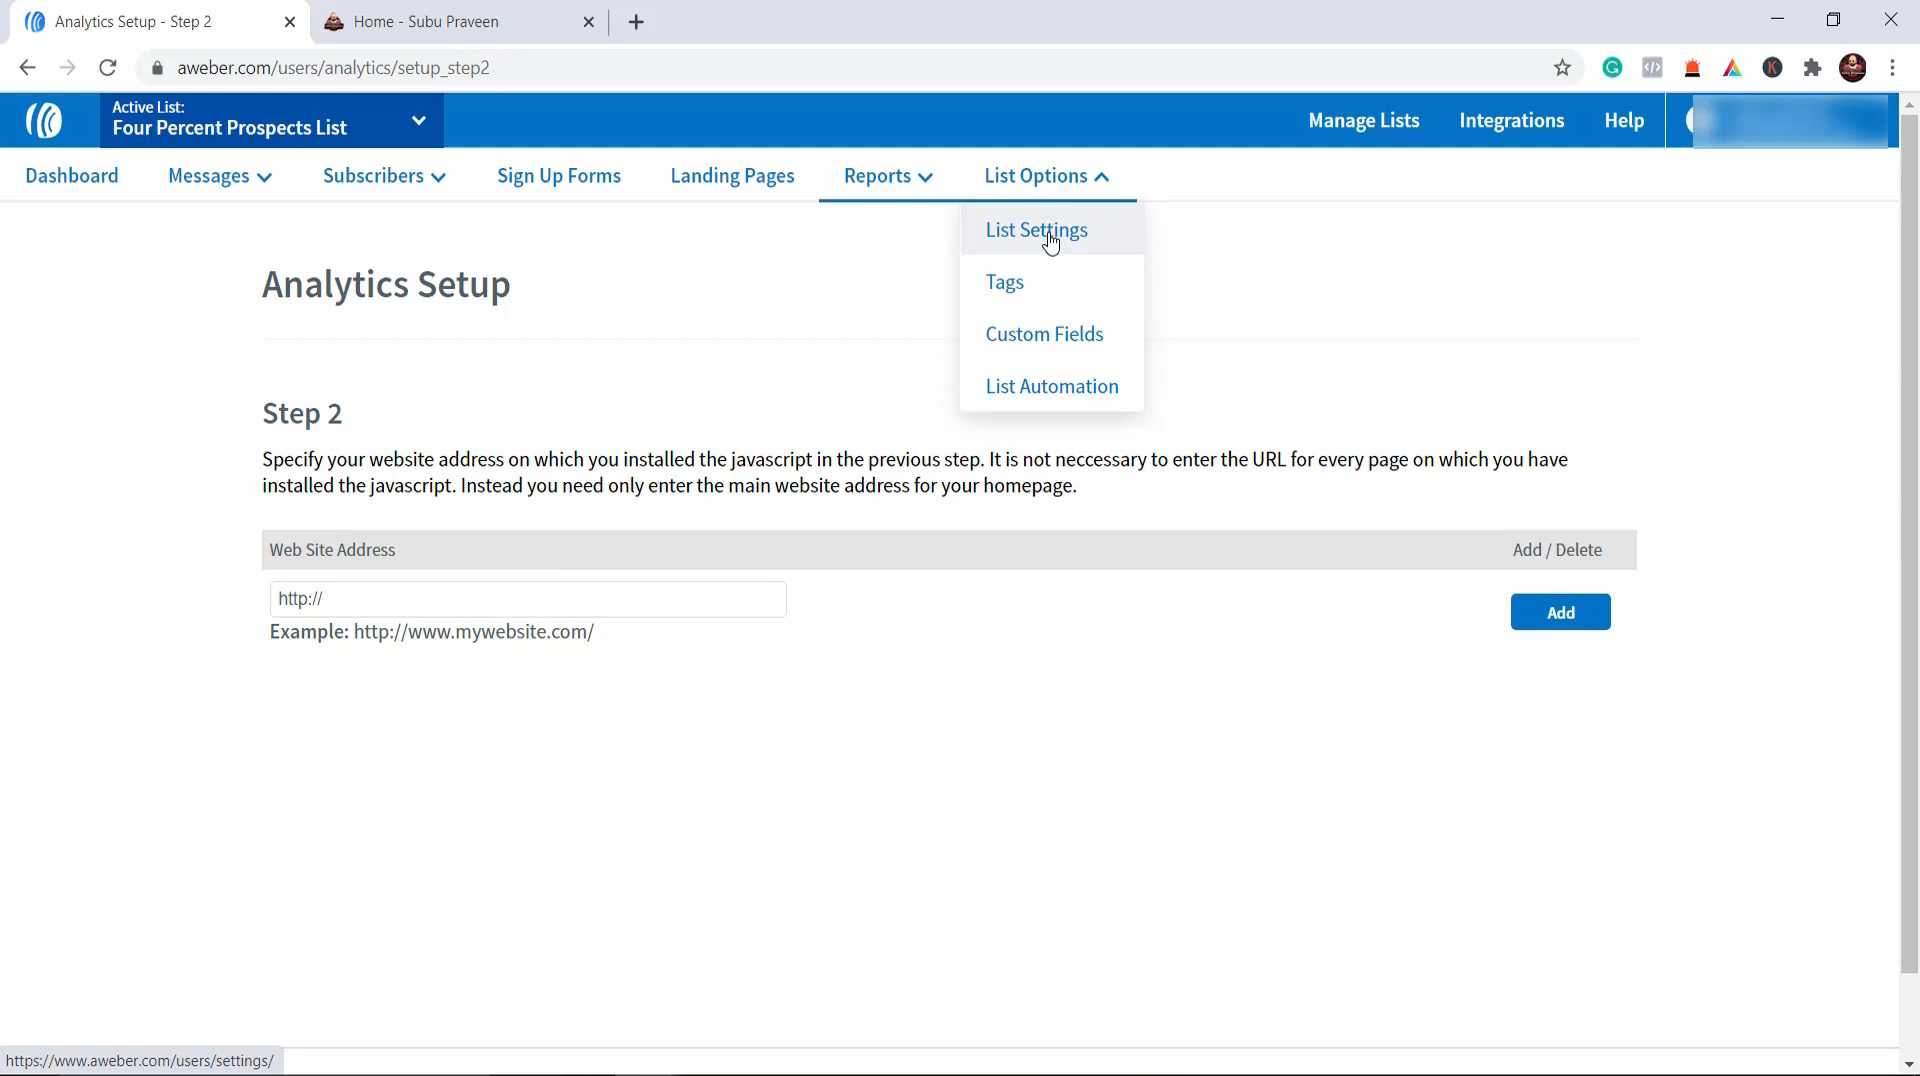 Analytics Setup - Step 2
Home - Subu Praveen
aweber.com/users/analytics/setup_step2
Active List:
Four Percent Prospects List
Manage Lists
Integrations
Help
Dashboard
Messages
Subscribers
Sign Up Forms
Landing Pages
Reports
List Options
List Settings
Tags
Custom Fields
List Automation
Analytics Setup
Step 2
Specify your website address on which you installed the javascript in the previous step. It is not neccessary to enter the URL for every page on which you have
installed the javascript. Instead you need only enter the main website address for your homepage.
Web Site Address
Add / Delete
http://
Add
Example: http://www.mywebsite.com/
https://www.aweber.com/users/settings/